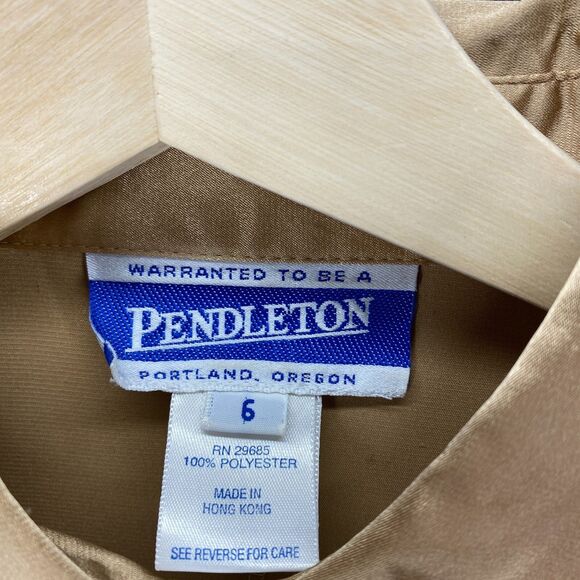 WARRANTED TO BE A
PENDLETON
PORTLAND, OREGON
6
RN 29685
100% POLYESTER
MADE IN
HONG KONG
SEE REVERSE FOR CARE